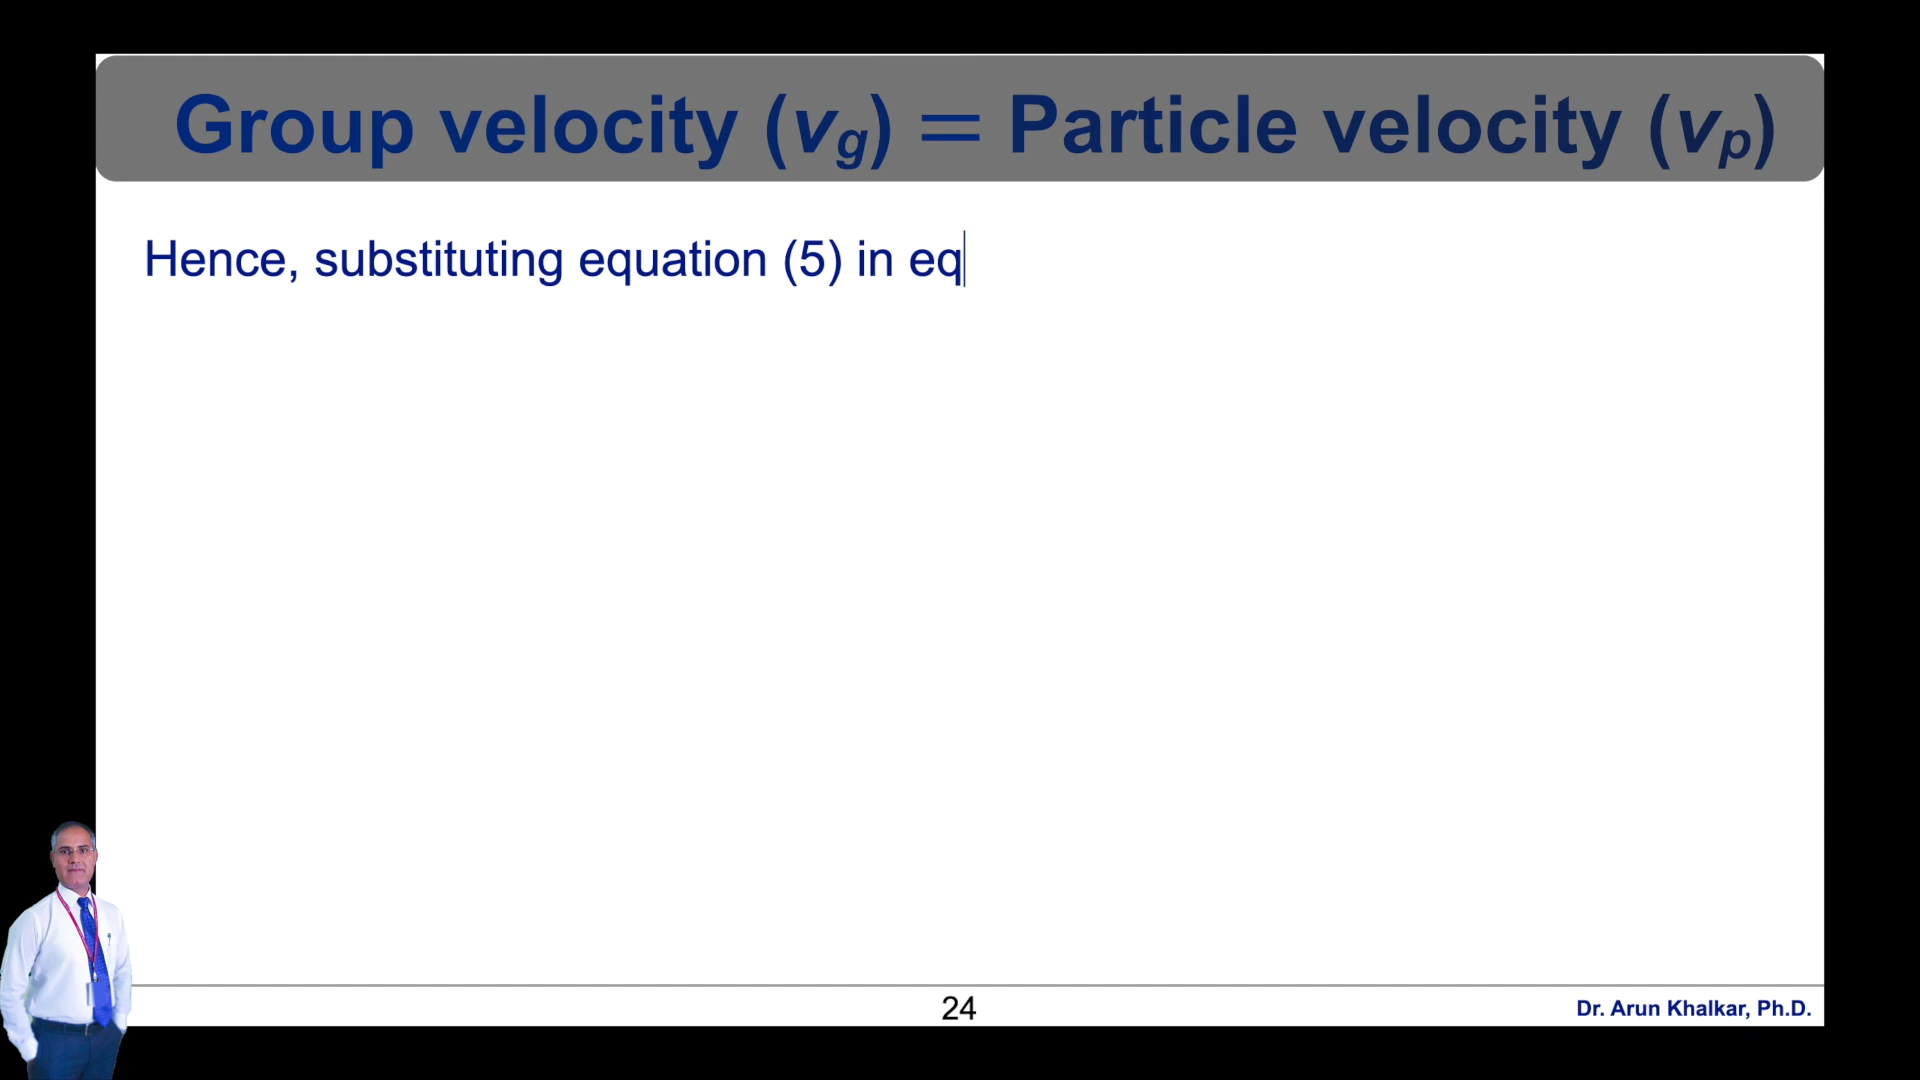 Group velocity (vg) = Particle velocity (vp)
Hence, substituting equation (5) in eq
24
Dr. Arun Khalkar, Ph.D.